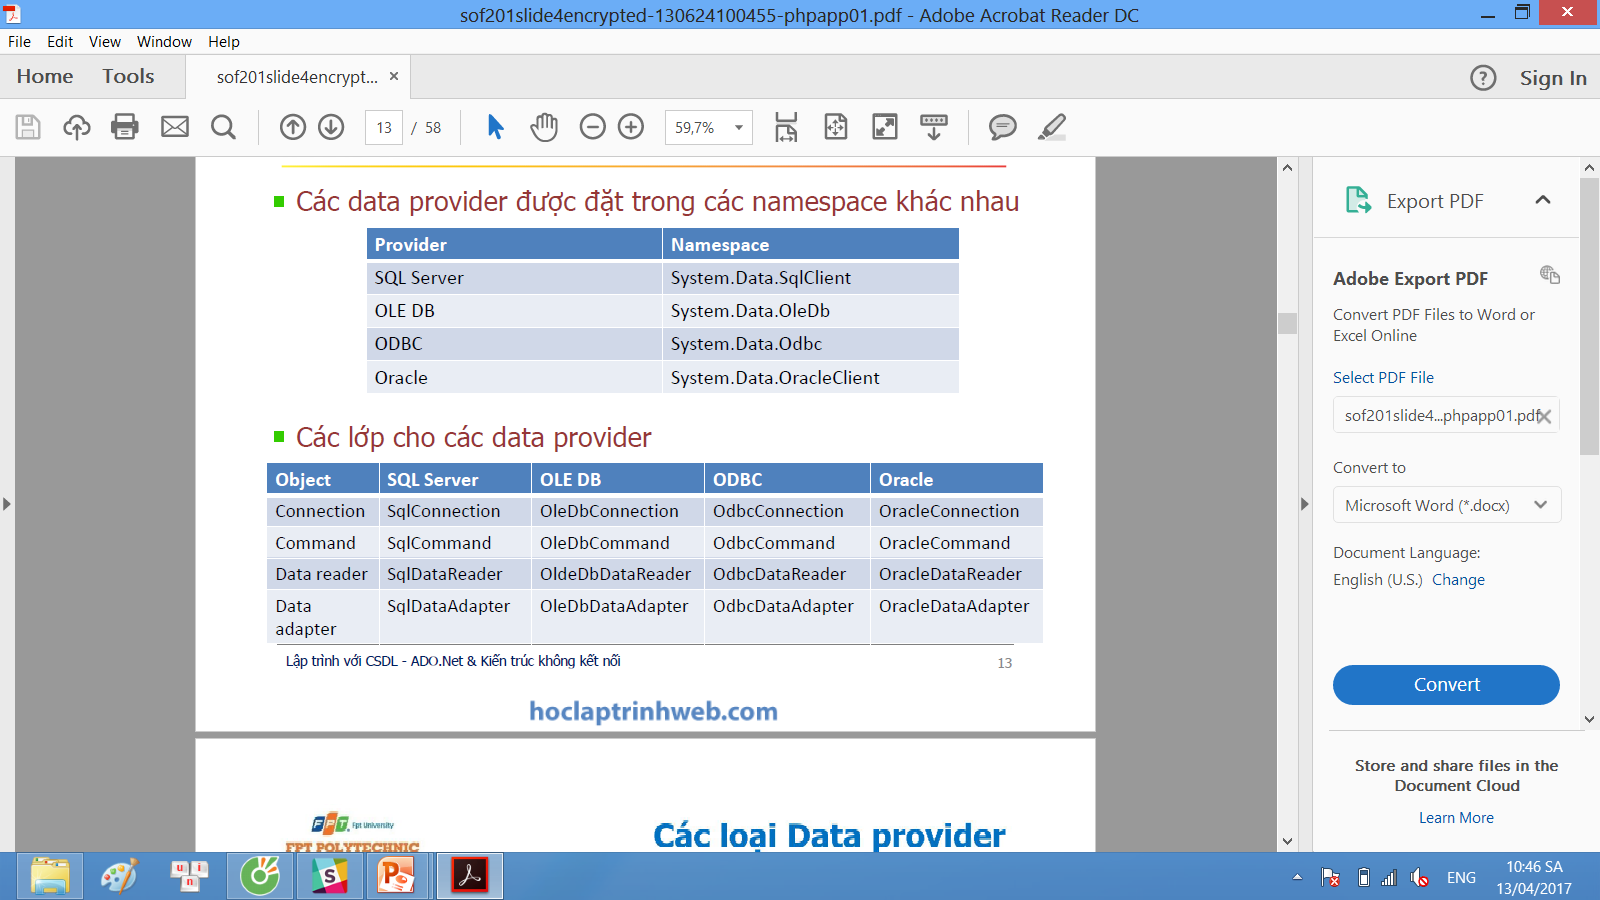 sof201slide4encrypted-130624100455-phpapp01.pdf - Adobe Acrobat Reader DC
File Edit View Window Help
Home Tools sof201slide4encrypt... × Sign In
13 / 58 59,7%
Các data provider được đặt trong các namespace khác nhau
Provider Namespace
SQL Server System.Data.SqlClient
OLE DB System.Data.OleDb
ODBC System.Data.Odbc
Oracle System.Data.OracleClient
Các lớp cho các data provider
Object SQL Server OLE DB ODBC Oracle
Connection SqlConnection OleDbConnection OdbcConnection OracleConnection
Command SqlCommand OleDbCommand OdbcCommand OracleCommand
Data reader SqlDataReader OldeDbDataReader OdbcDataReader OracleDataReader
Data SqlDataAdapter OleDbDataAdapter OdbcDataAdapter OracleDataAdapter
adapter
Lập trình với CSDL - ADO.Net & Kiến trúc không kết nối 13
hoclaptrinhweb.com
FPT. Fpt University
FPT POLYTECHNIC
Các loại Data provider
Export PDF
Adobe Export PDF
Convert PDF Files to Word or
Excel Online
Select PDF File
sof201slide4...phpapp01.pdf
Convert to
Microsoft Word (*.docx)
Document Language:
English (U.S.) Change
Convert
Store and share files in the
Document Cloud
Learn More
u i n
S
P
ENG
10:46 SA
13/04/2017